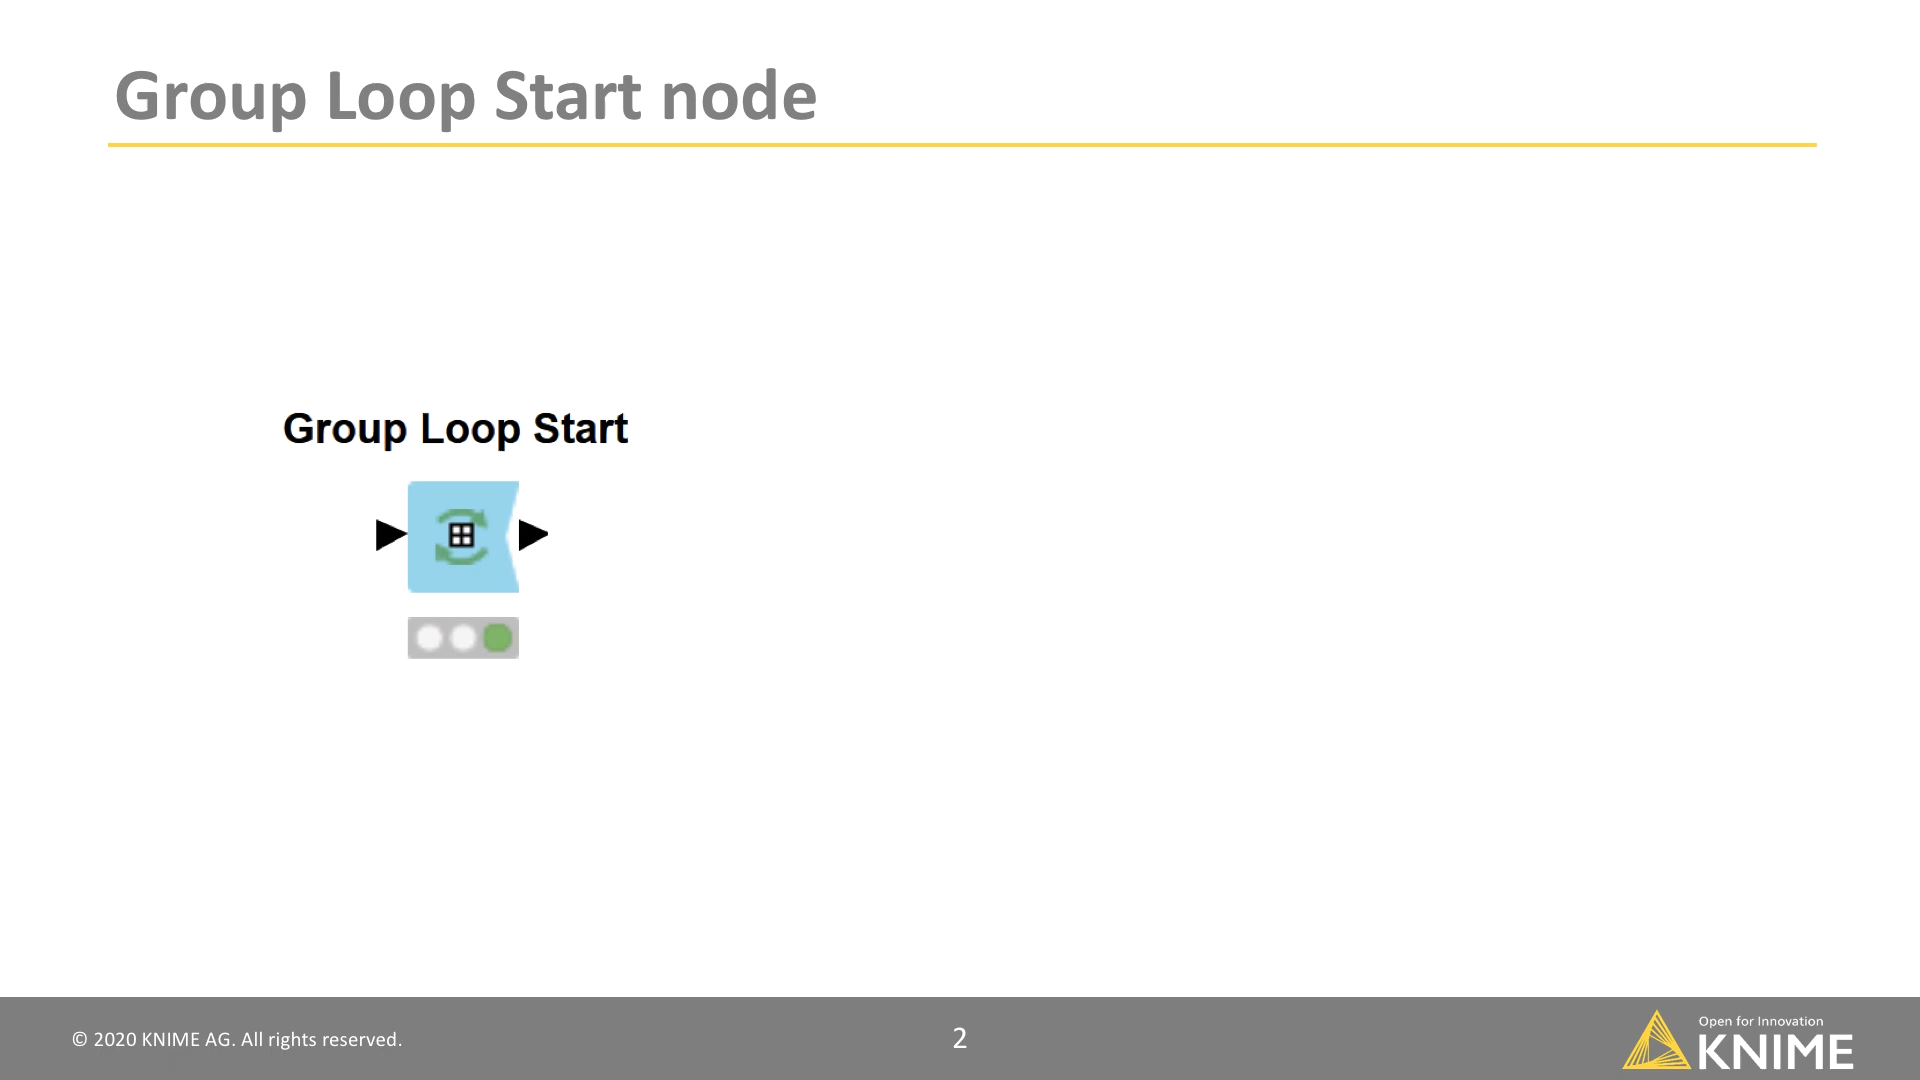 Group Loop Start node
Group Loop Start
© 2020 KNIME AG. All rights reserved.
2
Open for Innovation
KNIME